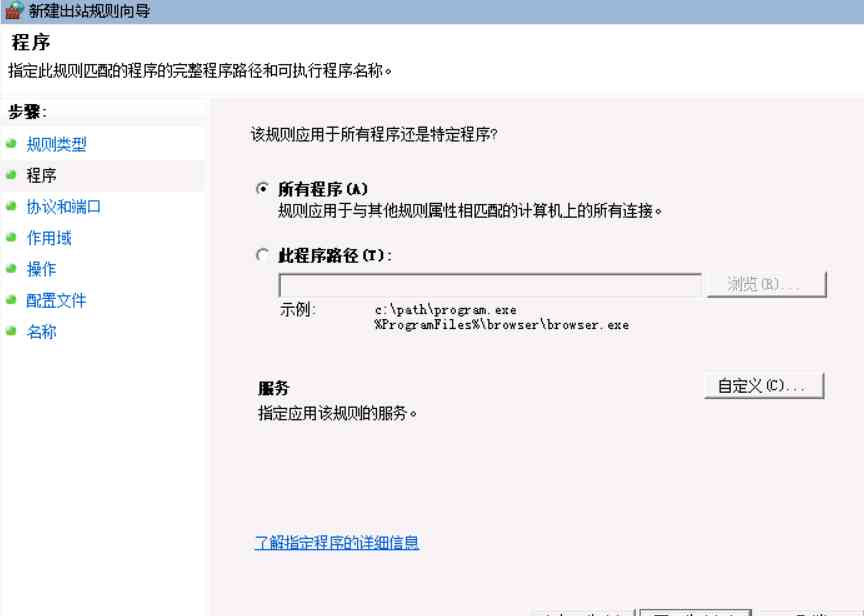 新建出站规则向导
程序
指定此规则匹配的程序的完整程序路径和可执行程序名称。
步骤:
规则类型
程序
协议和端口
作用域
操作
配置文件
名称
该规则应用于所有程序还是特定程序?
所有程序(A)
规则应用于与其他规则属性相匹配的计算机上的所有连接。
此程序路径(T):
浏览(R)...
示例: c:\path\program.exe
%ProgramFiles%\browser\browser.exe
服务
指定应用该规则的服务。
自定义(C)...
了解指定程序的详细信息